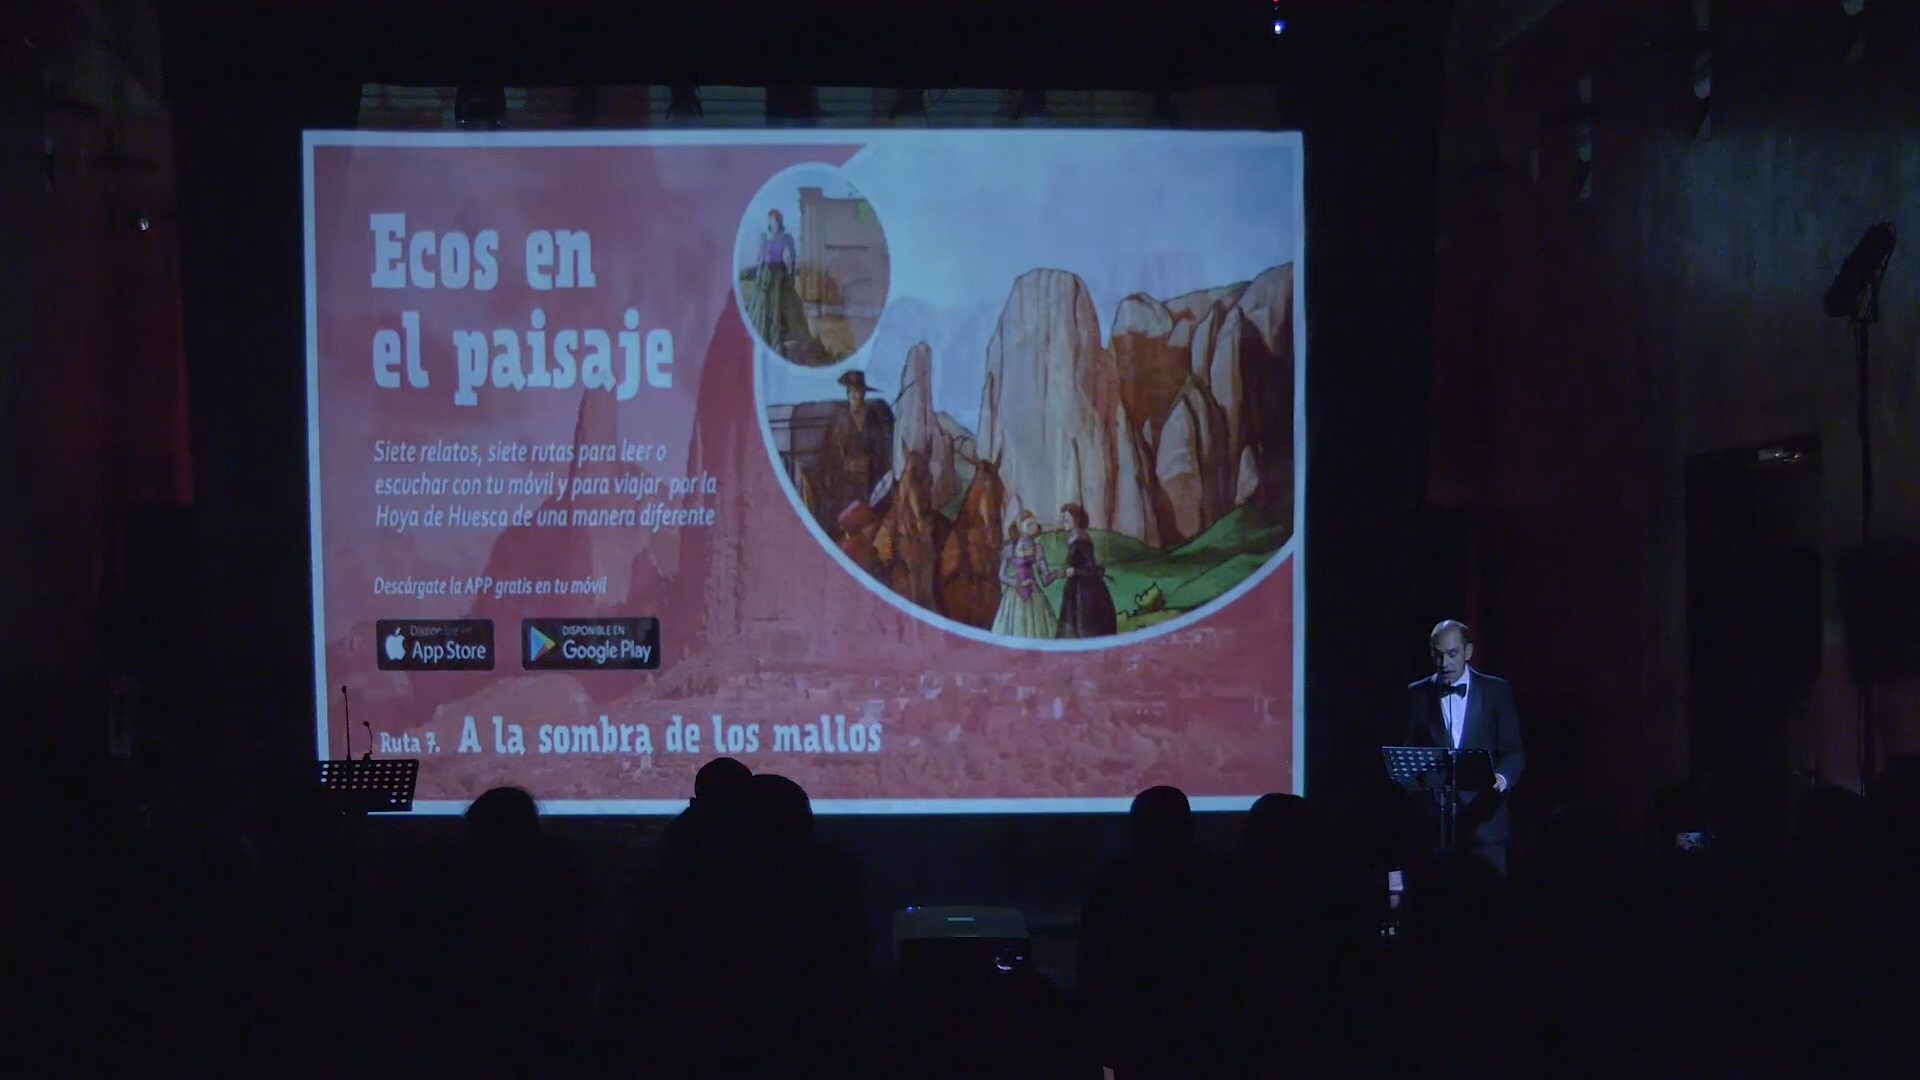 Ecos en
el paisaje
Siete relatos, siete rutas para leer o
escuchar con tu móvil y para viajar por la
Hoya de Huesca de una manera diferente
Descárgate la APP gratis en tu móvil
Disponible en
App Store
DISPONIBLE EN
Google Play
Ruta 7. A la sombra de los mallos